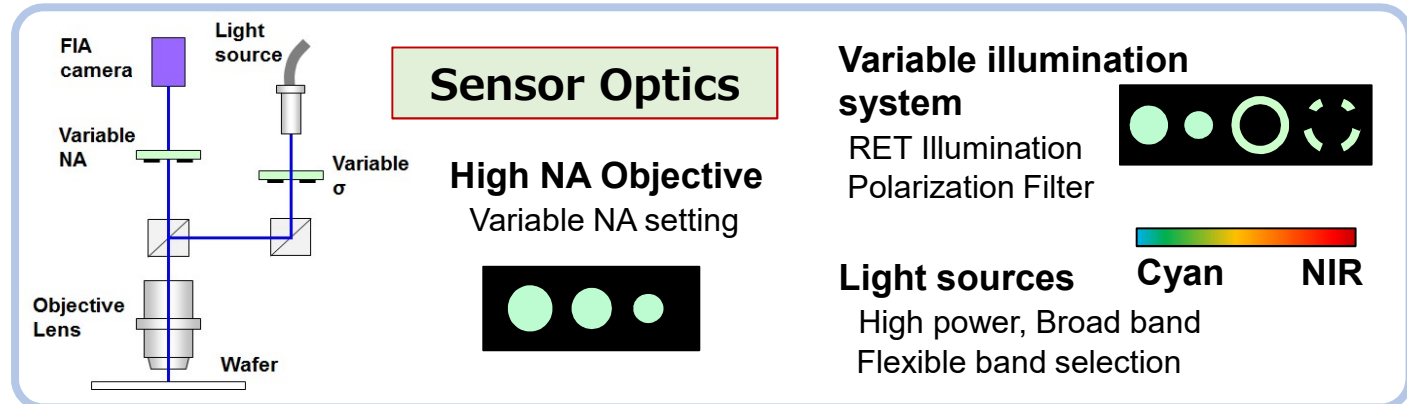 FIA
camera
Light
source
Variable
NA
Variable
σ
Objective
Lens
Wafer
Sensor Optics
High NA Objective
Variable NA setting
Variable illumination
system
RET Illumination
Polarization Filter
Cyan
NIR
Light sources
High power, Broad band
Flexible band selection